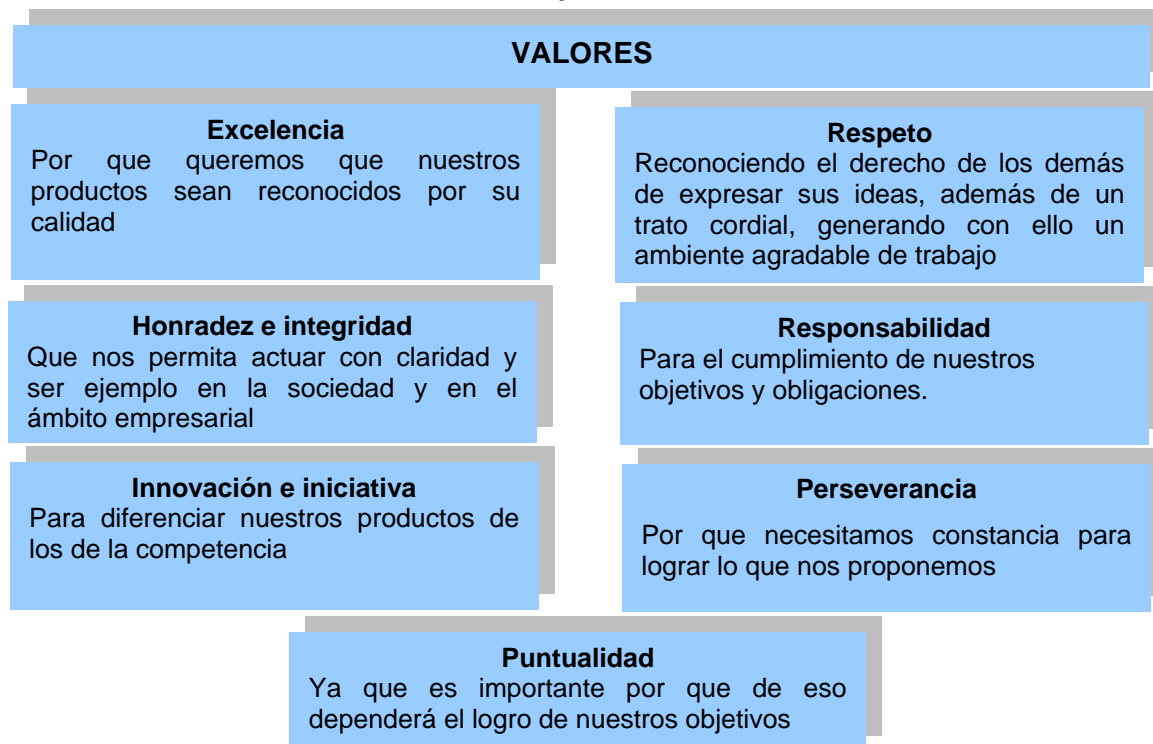 VALORES
Excelencia
Por que queremos que nuestros
productos sean reconocidos por su
calidad
Respeto
Reconociendo el derecho de los demás
de expresar sus ideas, además de un
trato cordial, generando con ello un
ambiente agradable de trabajo
Honradez e integridad
Que nos permita actuar con claridad y
ser ejemplo en la sociedad y en el
ámbito empresarial
Responsabilidad
Para el cumplimiento de nuestros
objetivos y obligaciones.
Innovación e iniciativa
Para diferenciar nuestros productos de
los de la competencia
Perseverancia
Por que necesitamos constancia para
lograr lo que nos proponemos
Puntualidad
Ya que es importante por que de eso
dependerá el logro de nuestros objetivos